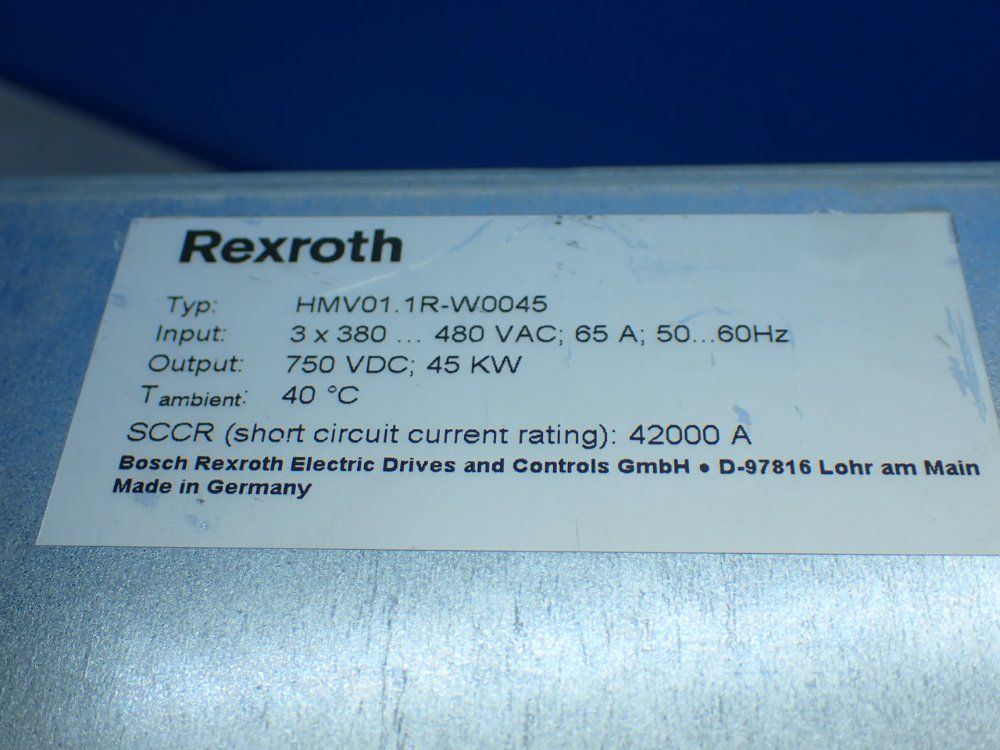 Rexroth
Typ: HMV01.1R-W0045
Input: 3 x 380 ... 480 VAC; 65 A; 50...60Hz
Output: 750 VDC; 45 KW
T ambient: 40 °C
SCCR (short circuit current rating): 42000 A
Bosch Rexroth Electric Drives and Controls GmbH • D-97816 Lohr am Main
Made in Germany